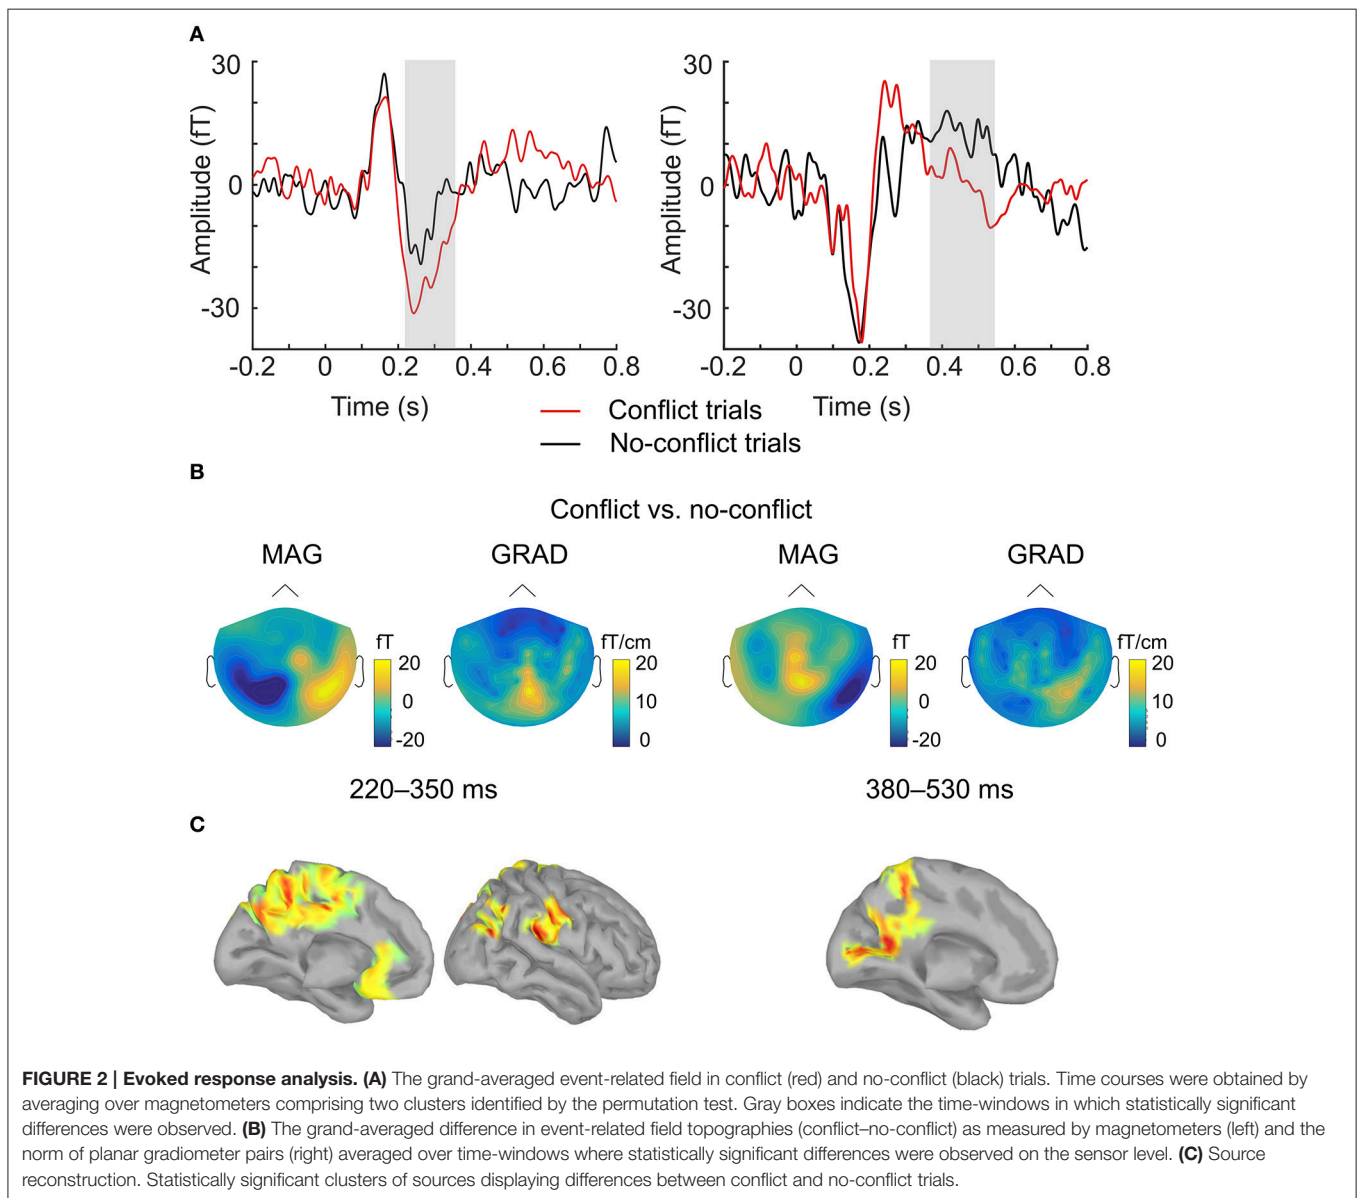 A
30
0
-30
Amplitude (fT)
-0.2 0 0.2 0.4 0.6 0.8
Time (s)
30
0
-30
Amplitude (fT)
-0.2 0 0.2 0.4 0.6 0.8
Time (s)
Conflict trials
No-conflict trials
B
Conflict vs. no-conflict
MAG GRAD MAG GRAD
fT fT/cm fT fT/cm
20 20 20 20
0 10 0 10
-20 0 -20 0
220–350 ms 380–530 ms
C
FIGURE 2 | Evoked response analysis. (A) The grand-averaged event-related field in conflict (red) and no-conflict (black) trials. Time courses were obtained by
averaging over magnetometers comprising two clusters identified by the permutation test. Gray boxes indicate the time-windows in which statistically significant
differences were observed. (B) The grand-averaged difference in event-related field topographies (conflict–no-conflict) as measured by magnetometers (left) and the
norm of planar gradiometer pairs (right) averaged over time-windows where statistically significant differences were observed on the sensor level. (C) Source
reconstruction. Statistically significant clusters of sources displaying differences between conflict and no-conflict trials.